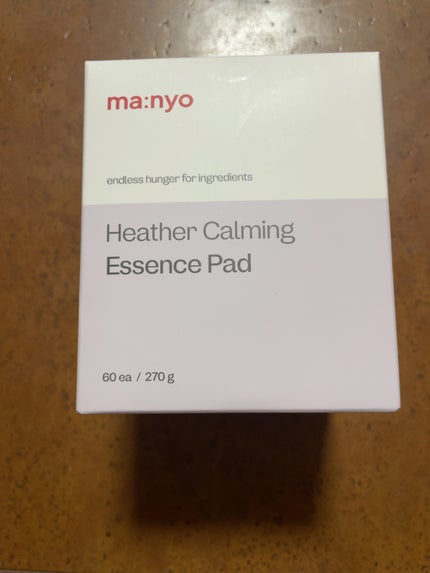 ma:nyo
endless hunger for ingredients
Heather Calming
Essence Pad
60 ea / 270 g